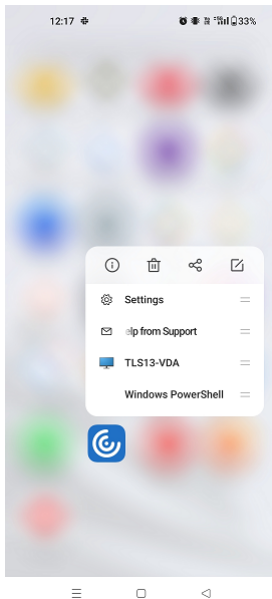 12:17 33%
Settings
elp from Support
TLS13-VDA
Windows PowerShell